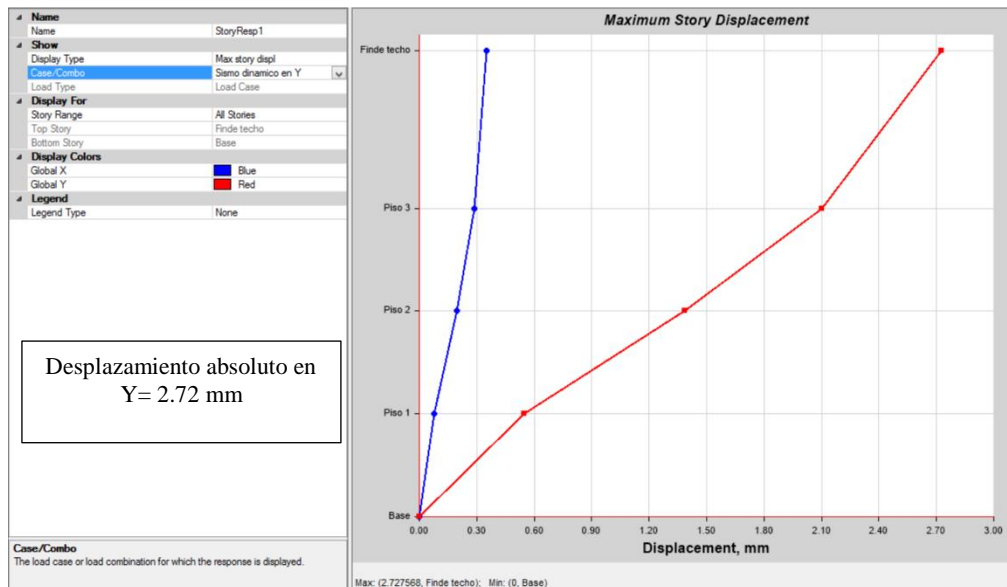 Name
Name StoryResp1
Show
Display Type Max story displ
Case/Combo Sismo dinamico en Y
Load Type Load Case
Display For
Story Range All Stories
Top Story Finde techo
Bottom Story Base
Display Colors
Global X Blue
Global Y Red
Legend
Legend Type None
Desplazamiento absoluto en
Y= 2.72 mm
Case/Combo
The load case or load combination for which the response is displayed.
Maximum Story Displacement
Finde techo
Piso 3
Piso 2
Piso 1
Base
0.00 0.30 0.60 0.90 1.20 1.50 1.80 2.10 2.40 2.70 3.00
Displacement, mm
Max: (2.727568, Finde techo); Min: (0, Base)